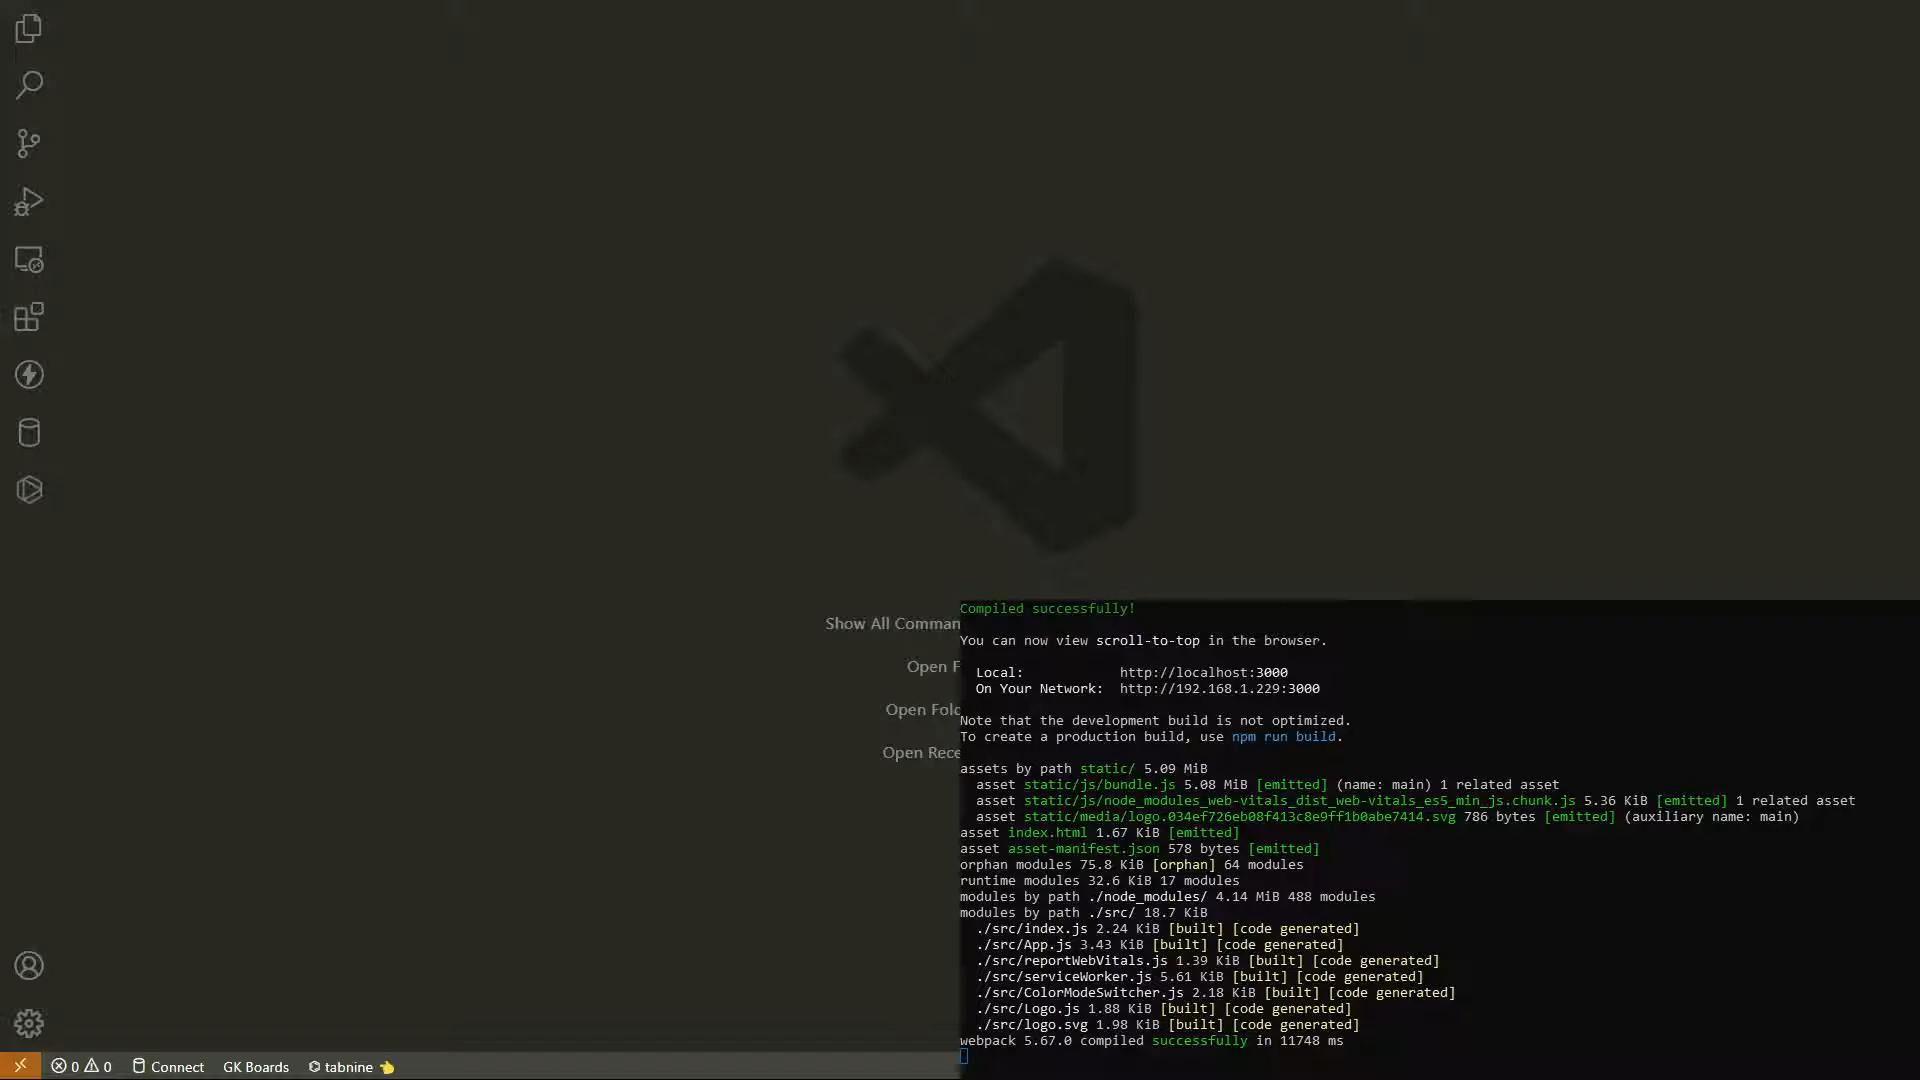 Show All Comman
Open F
Open Fold
Open Rece
Compiled successfully!
You can now view scroll-to-top in the browser.
Local: http://localhost:3000
On Your Network: http://192.168.1.229:3000
Note that the development build is not optimized.
To create a production build, use npm run build.
assets by path static/ 5.09 MiB
asset static/js/bundle.js 5.08 MiB [emitted] (name: main) 1 related asset
asset static/js/node_modules_web-vitals_dist_web-vitals_es5_min_js.chunk.js 5.36 KiB [emitted] 1 related asset
asset static/media/logo.034ef726eb08f413c8e9ff1b0abe7414.svg 786 bytes [emitted] (auxiliary name: main)
asset index.html 1.67 KiB [emitted]
asset asset-manifest.json 578 bytes [emitted]
orphan modules 75.8 KiB [orphan] 64 modules
runtime modules 32.6 KiB 17 modules
modules by path ./node_modules/ 4.14 MiB 488 modules
modules by path ./src/ 18.7 KiB
./src/index.js 2.24 KiB [built] [code generated]
./src/App.js 3.43 KiB [built] [code generated]
./src/reportWebVitals.js 1.39 KiB [built] [code generated]
./src/serviceWorker.js 5.61 KiB [built] [code generated]
./src/ColorModeSwitcher.js 2.18 KiB [built] [code generated]
./src/Logo.js 1.88 KiB [built] [code generated]
./src/logo.svg 1.98 KiB [built] [code generated]
webpack 5.67.0 compiled successfully in 11748 ms
0 0 Connect GK Boards tabnine